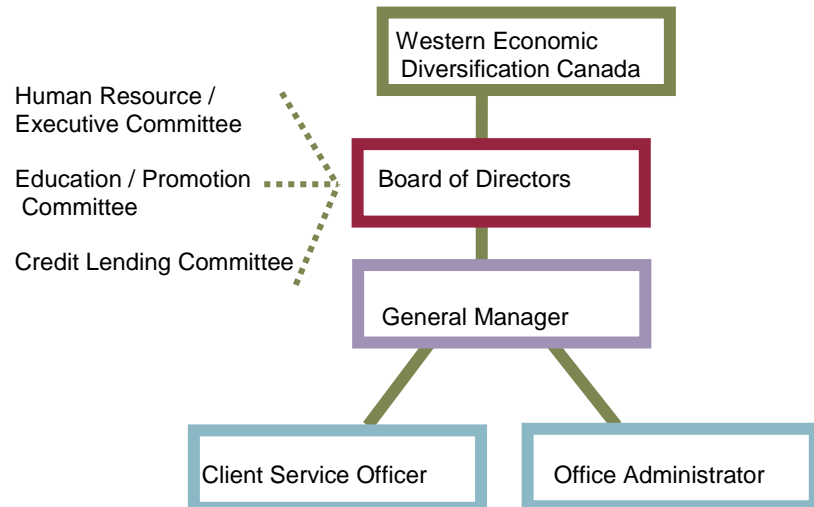 Western Economic
Diversification Canada
Human Resource /
Executive Committee
Education / Promotion
Committee
Credit Lending Committee
Board of Directors
General Manager
Client Service Officer
Office Administrator